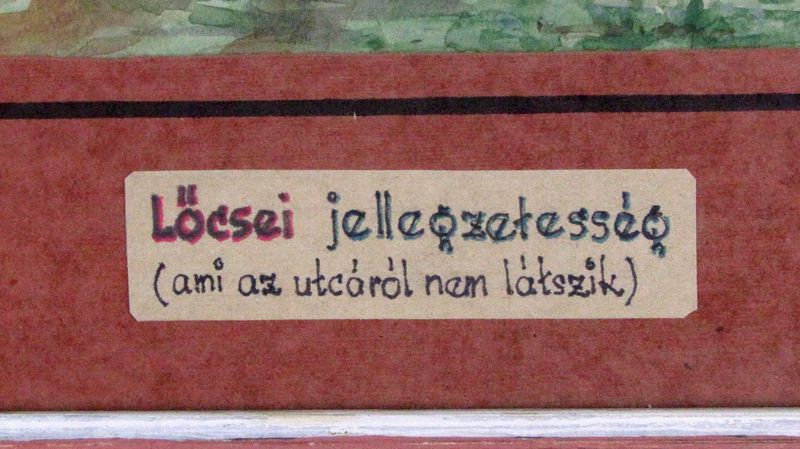 Lőcsei jellegzetesség
(ami az utcáról nem látszik)